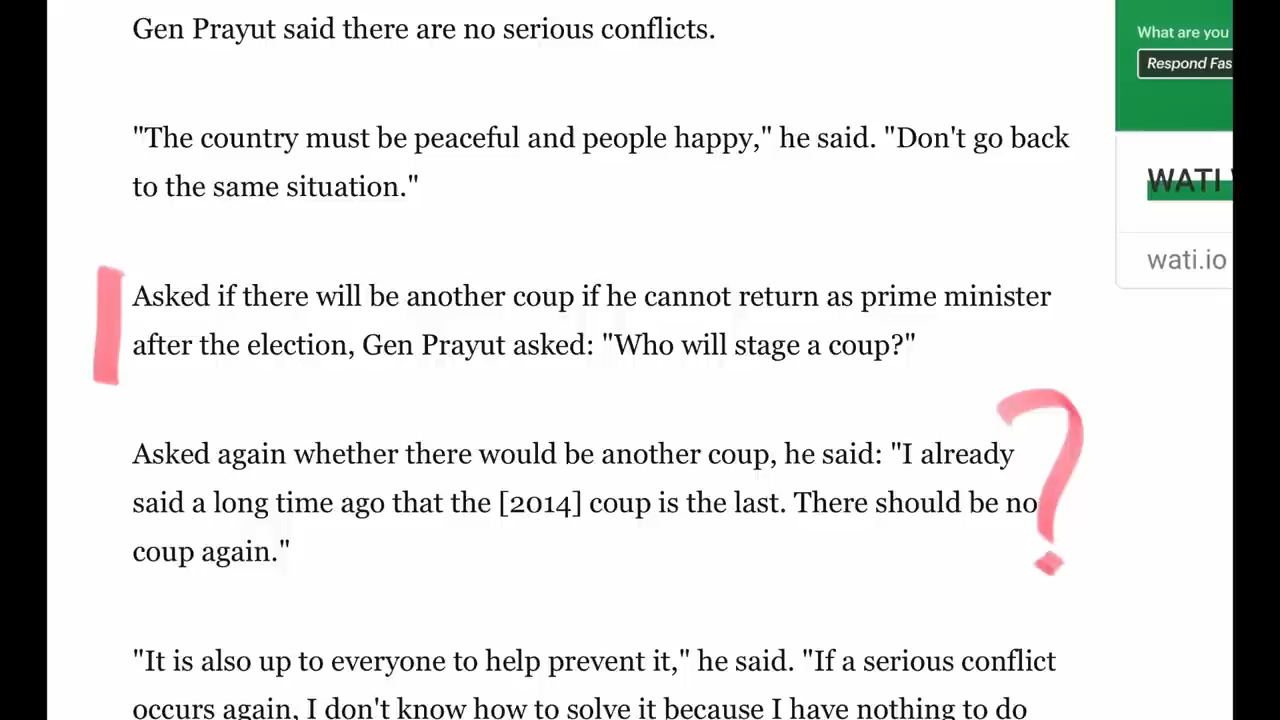 Gen Prayut said there are no serious conflicts.
"The country must be peaceful and people happy," he said. "Don't go back
to the same situation."
Asked if there will be another coup if he cannot return as prime minister
after the election, Gen Prayut asked: "Who will stage a coup?"
Asked again whether there would be another coup, he said: "I already
said a long time ago that the [2014] coup is the last. There should be no
coup again."
"It is also up to everyone to help prevent it," he said. "If a serious conflict
occurs again, I don't know how to solve it because I have nothing to do
?
What are you
Respond Fas
WATI
wati.io